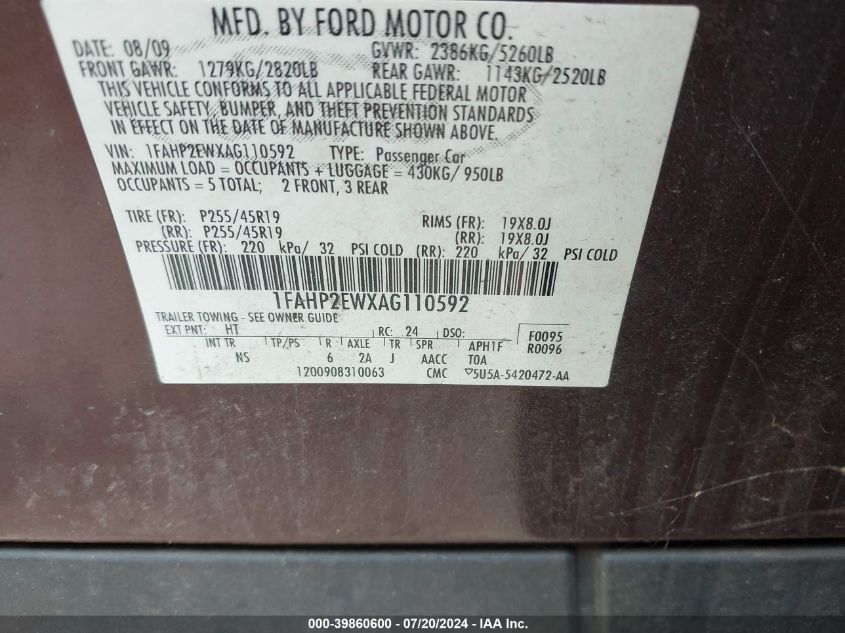 MFD. BY FORD MOTOR CO.
DATE: 08/09 GVWR: 2386KG/5260LB
FRONT GAWR: 1279KG/2820LB REAR GAWR: 1143KG/2520LB
THIS VEHICLE CONFORMS TO ALL APPLICABLE FEDERAL MOTOR
VEHICLE SAFETY, BUMPER, AND THEFT PREVENTION STANDARDS
IN EFFECT ON THE DATE OF MANUFACTURE SHOWN ABOVE.
VIN: 1FAHP2EWXAG110592 TYPE: Passenger Car
MAXIMUM LOAD = OCCUPANTS + LUGGAGE = 430KG/ 950LB
OCCUPANTS = 5 TOTAL; 2 FRONT, 3 REAR
TIRE (FR): P255/45R19 RIMS (FR): 19X8.0J
(RR): P255/45R19 (RR): 19X8.0J
PRESSURE (FR): 220 kPa/ 32 PSI COLD (RR): 220 kPa/ 32 PSI COLD
1FAHP2EWXAG110592
TRAILER TOWING - SEE OWNER GUIDE
EXT PNT: HT RC: 24 DSO: F0095
INT TR TP/PS R AXLE TR SPR APH1F R0096
NS 6 2A J AACC TOA
1200908310063 CMC ▽5U5A-5420472-AA
000-39860600 - 07/20/2024 - IAA Inc.